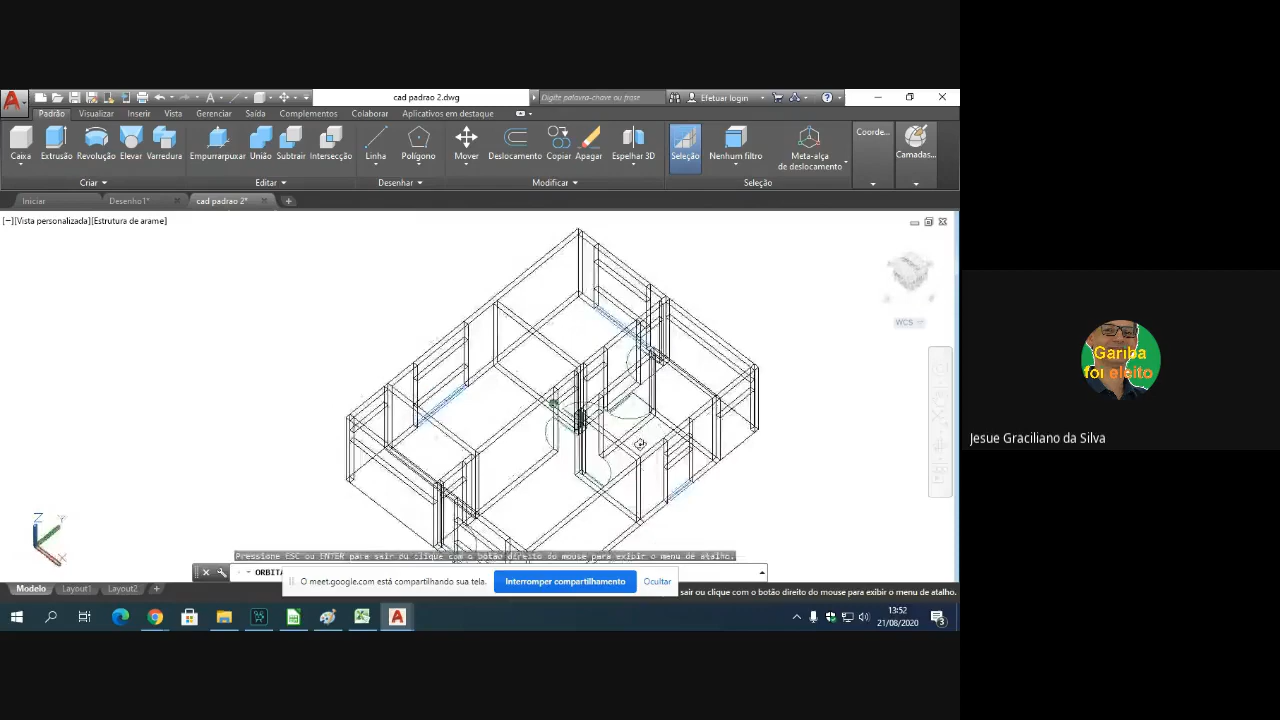 cad padrao 2.dwg
Digite palavra-chave ou frase
Efetuar login
Padrão Visualizar Inserir Vista Gerenciar Saída Complementos Colaborar Aplicativos em destaque
Caixa Extrusão Revolução Elevar Varredura Empurrarpuxar União Subtrair Intersecção Linha Polígono Mover Deslocamento Copiar Apagar Espelhar 3D Seleção Nenhum filtro Meta-alça de deslocamento Coorde... Camadas...
Criar Editar Desenhar Modificar Seleção
Iniciar Desenho1* cad padrao 2*
[−][Vista personalizada][Estrutura de arame]
WCS
Gariba
foi eleito
Jesue Graciliano da Silva
Z Y
X
Pressione ESC ou ENTER para sair ou clique com o botão direito do mouse para exibir o menu de atalho.
ORBITA
O meet.google.com está compartilhando sua tela. Interromper compartilhamento Ocultar
Modelo Layout1 Layout2
sair ou clique com o botão direito do mouse para exibir o menu de atalho.
13:52
21/08/2020
3